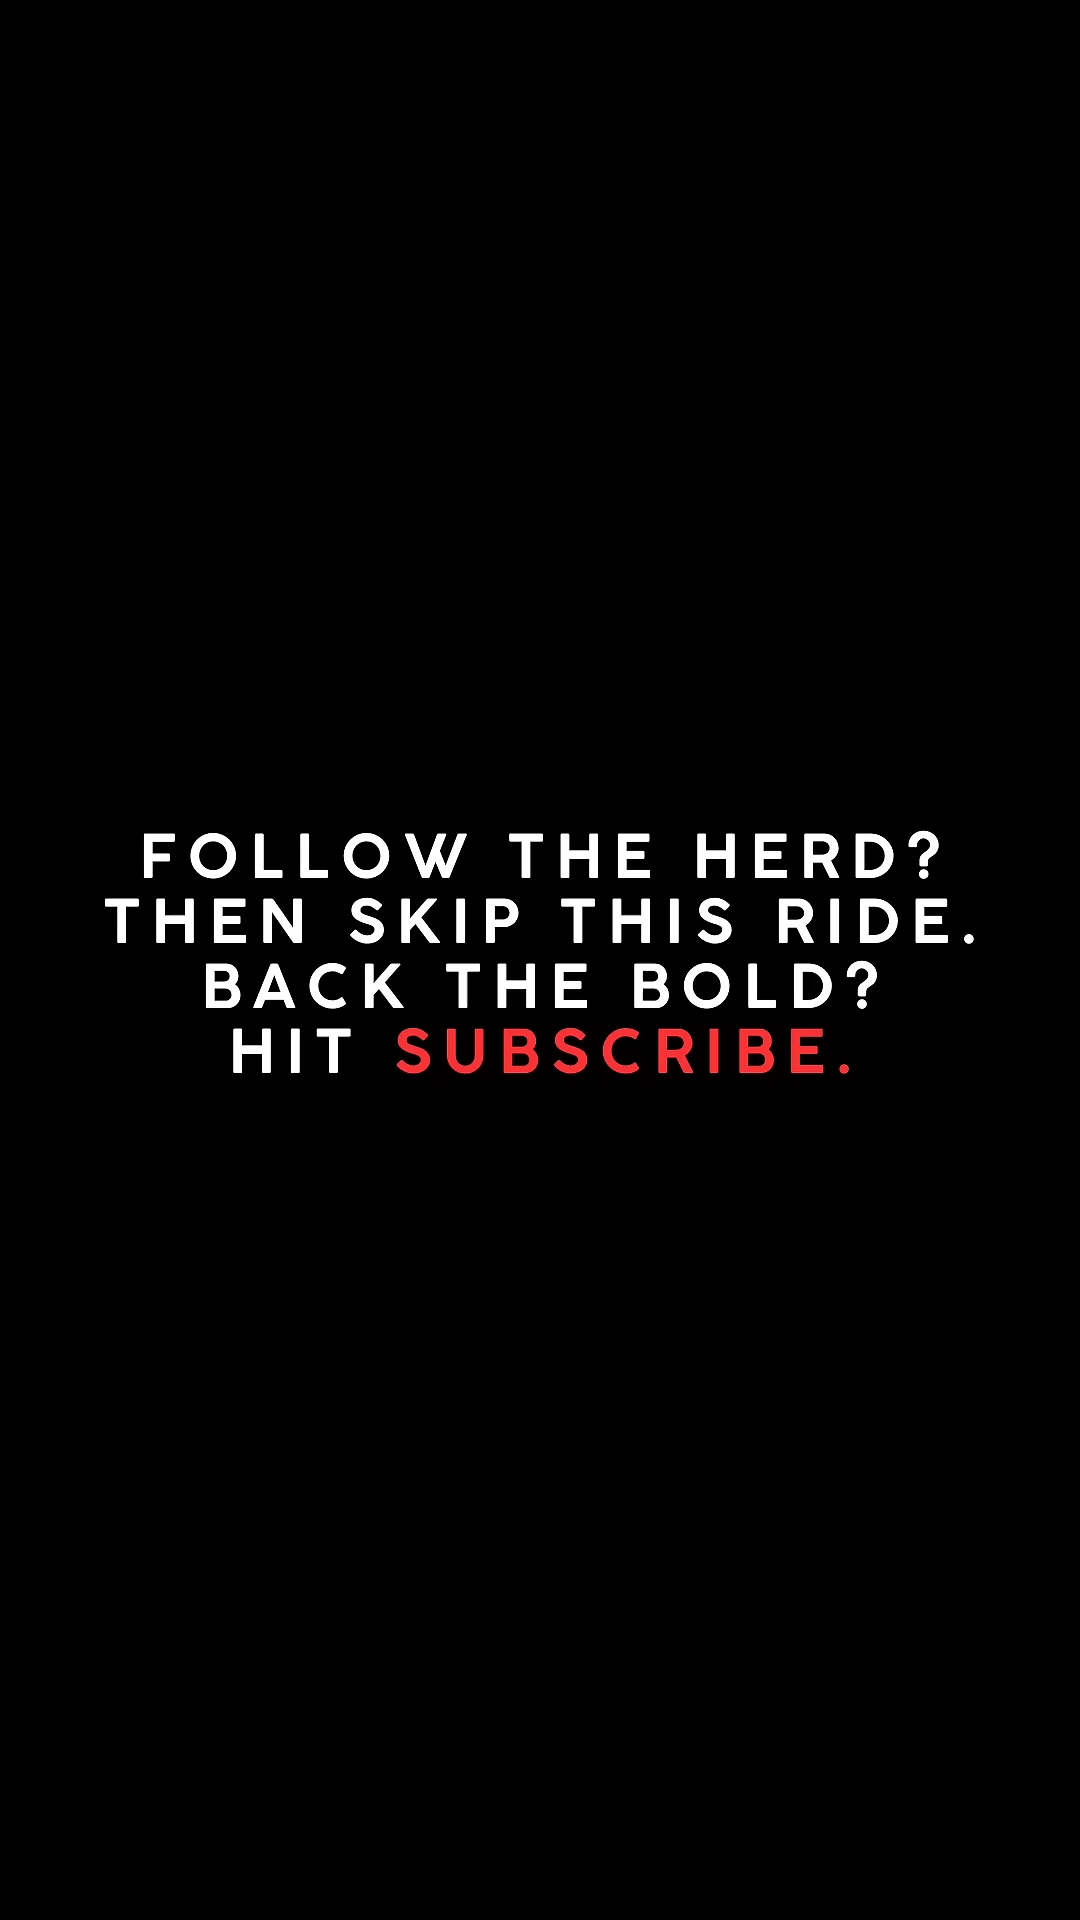 FOLLOW THE HERD?
THEN SKIP THIS RIDE.
BACK THE BOLD?
HIT SUBSCRIBE.